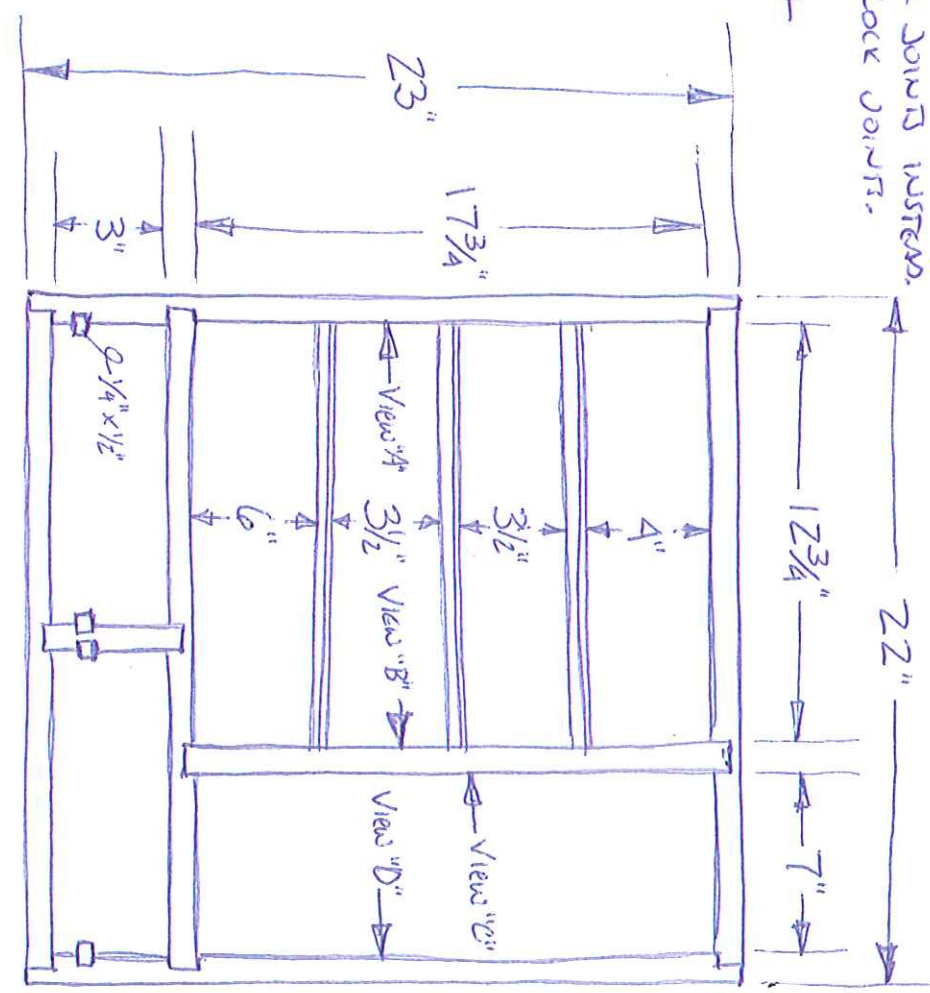 JOINTS INSTEAD.
LOCK JOINTS.
22"
12 3/4"
7"
23"
17 3/4"
3"
4"
3 1/2"
3 1/2"
6"
VIEW "A"
VIEW "B"
VIEW "C"
VIEW "D"
1/4" x 1/2"